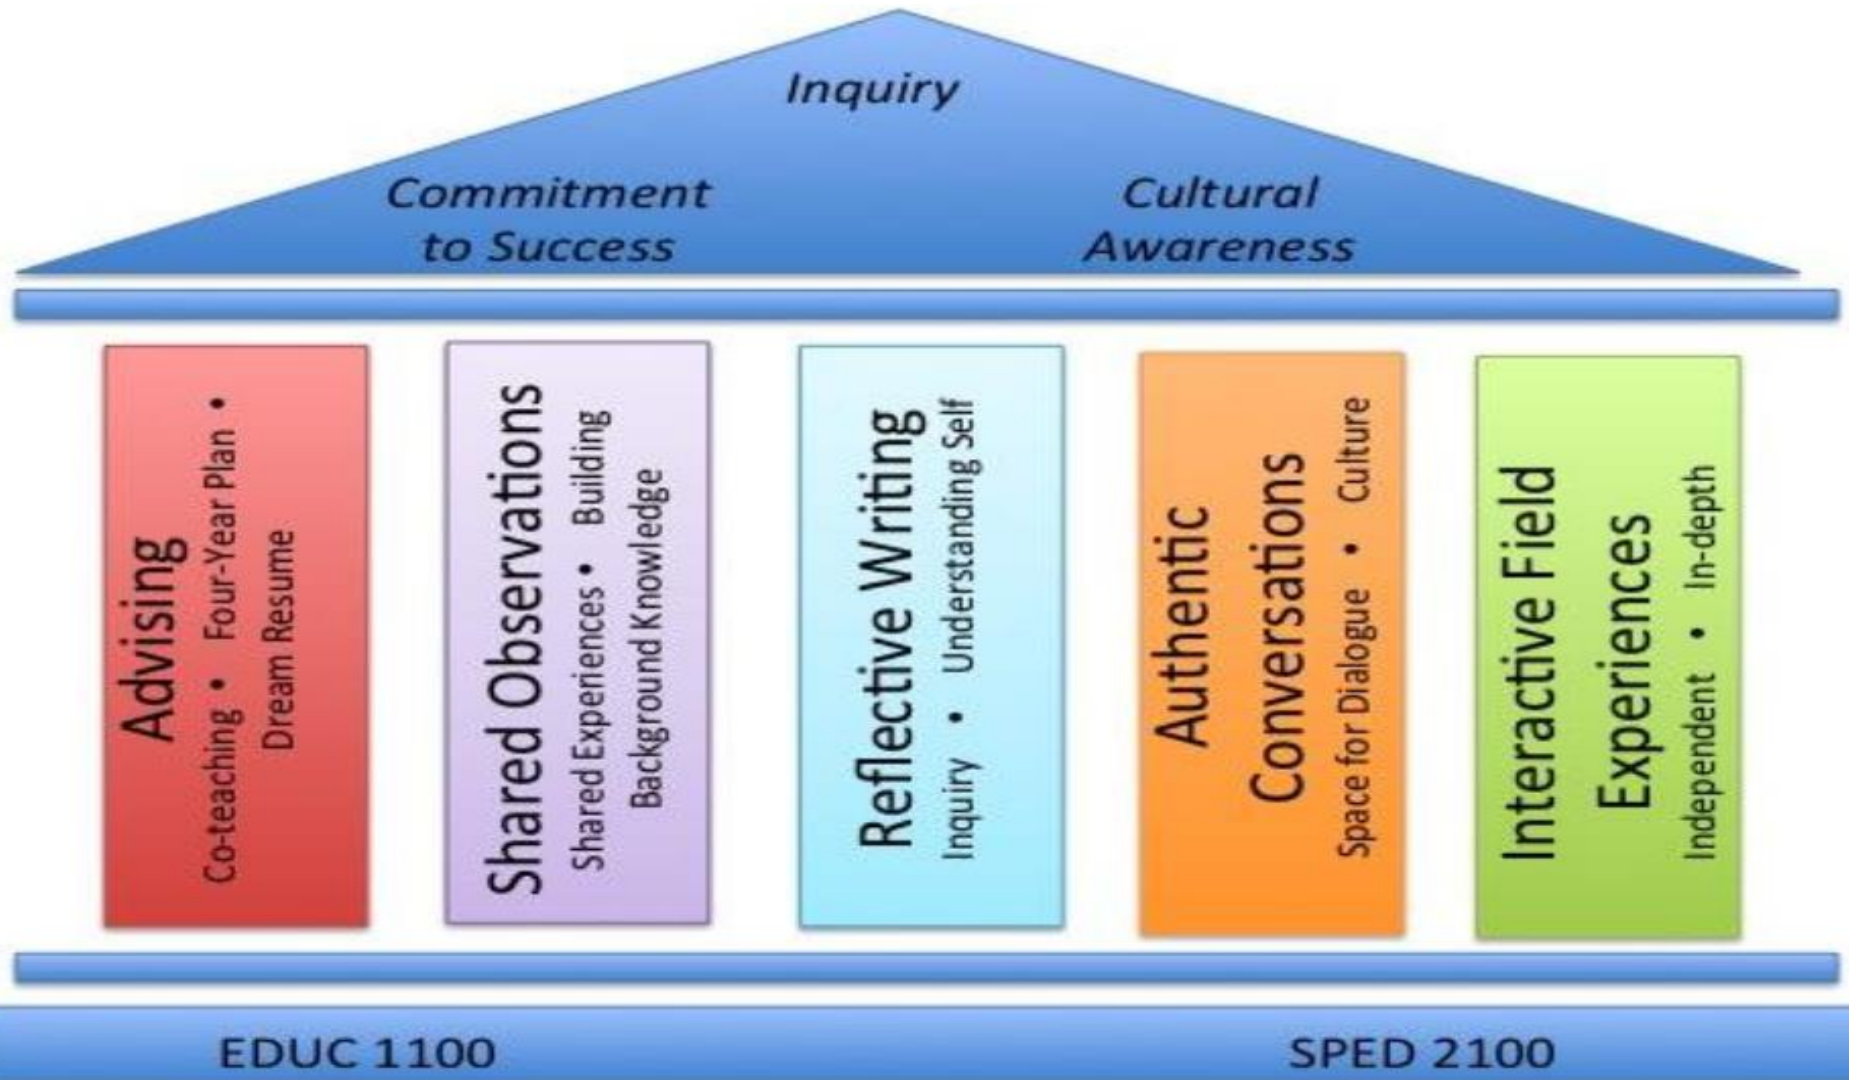 Inquiry
Commitment
to Success
Cultural
Awareness
Advising
Co-teaching • Four-Year Plan •
Dream Resume
Shared Observations
Shared Experiences • Building
Background Knowledge
Reflective Writing
Inquiry • Understanding Self
Authentic
Conversations
Space for Dialogue • Culture
Interactive Field
Experiences
Independent • In-depth
EDUC 1100
SPED 2100